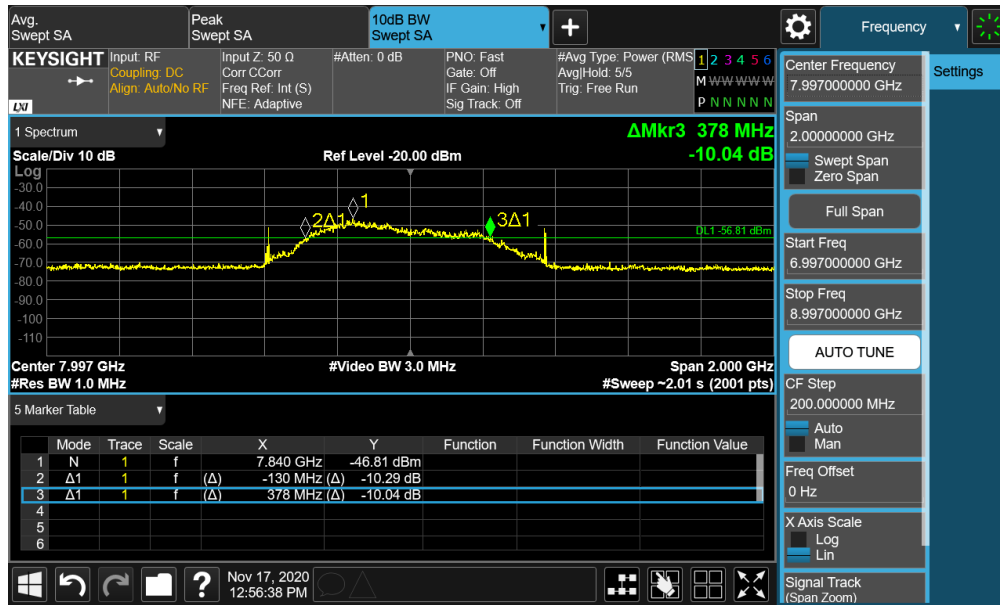 Avg.
Swept SA
Peak
Swept SA
10dB BW
Swept SA
Frequency
KEYSIGHT
LXI
Input: RF
Coupling: DC
Align: Auto/No RF
Input Z: 50 Ω
Corr CCorr
Freq Ref: Int (S)
NFE: Adaptive
#Atten: 0 dB
PNO: Fast
Gate: Off
IF Gain: High
Sig Track: Off
#Avg Type: Power (RMS
Avg|Hold: 5/5
Trig: Free Run
1 2 3 4 5 6
M W W W W W
P N N N N N
1 Spectrum
ΔMkr3 378 MHz
-10.04 dB
Scale/Div 10 dB
Ref Level -20.00 dBm
Log
-30.0
-40.0
-50.0
-60.0
-70.0
-80.0
-90.0
-100
-110
1
2Δ1
3Δ1
DL1 -56.81 dBm
Center 7.997 GHz
#Video BW 3.0 MHz
Span 2.000 GHz
#Res BW 1.0 MHz
#Sweep ~2.01 s (2001 pts)
5 Marker Table
Mode Trace Scale X Y Function Function Width Function Value
1 N 1 f 7.840 GHz -46.81 dBm
2 Δ1 1 f (Δ) -130 MHz (Δ) -10.29 dB
3 Δ1 1 f (Δ) 378 MHz (Δ) -10.04 dB
4
5
6
Nov 17, 2020
12:56:38 PM
Center Frequency
7.997000000 GHz
Settings
Span
2.00000000 GHz
Swept Span
Zero Span
Full Span
Start Freq
6.997000000 GHz
Stop Freq
8.997000000 GHz
AUTO TUNE
CF Step
200.000000 MHz
Auto
Man
Freq Offset
0 Hz
X Axis Scale
Log
Lin
Signal Track
(Span Zoom)